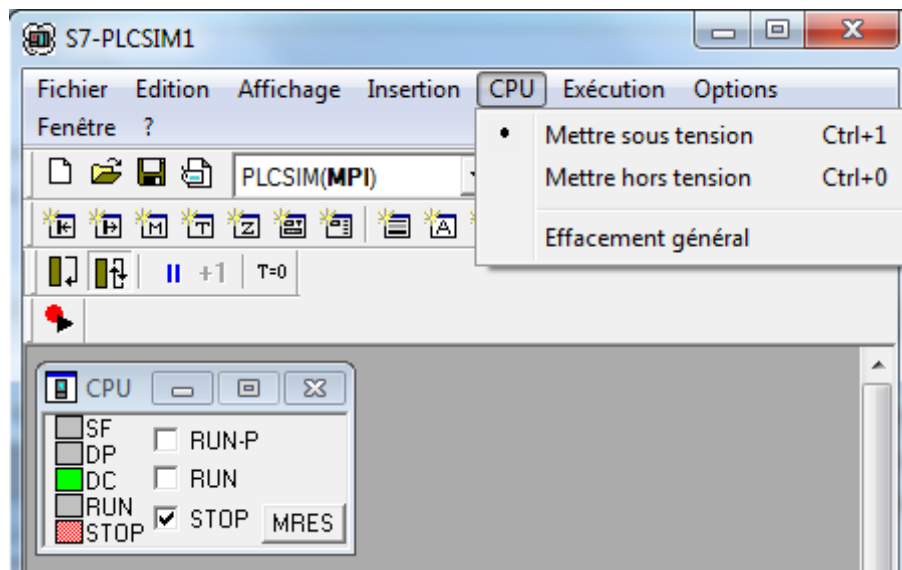 S7-PLCSIM1
Fichier Edition Affichage Insertion CPU Exécution Options
Fenêtre ?
Mettre sous tension Ctrl+1
Mettre hors tension Ctrl+0
Effacement général
PLCSIM(MPI)
M T Z A
+1 T=0
CPU
SF
DP
DC
RUN
STOP
RUN-P
RUN
STOP MRES